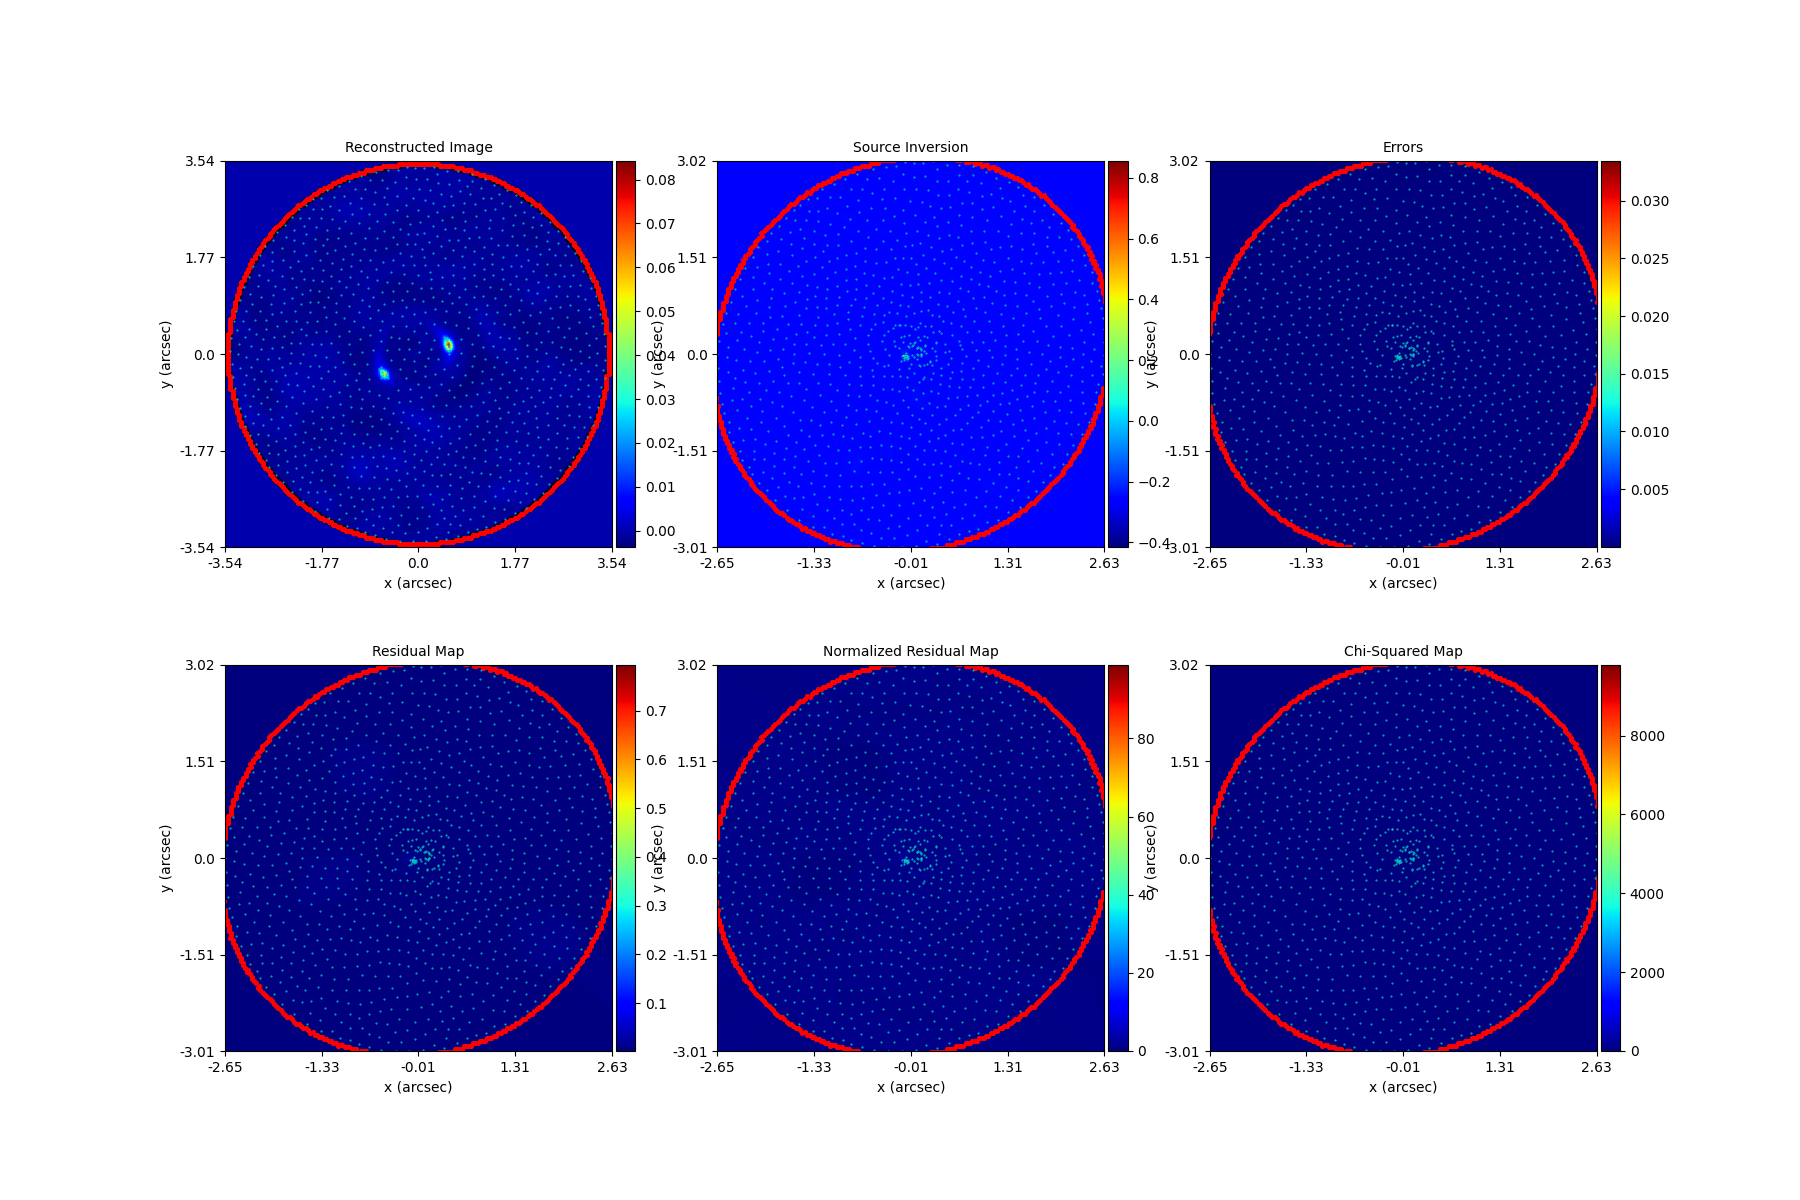 Reconstructed Image
3.54
1.77
0.0
-1.77
-3.54
y (arcsec)
-3.54 -1.77 0.0 1.77 3.54
x (arcsec)
0.08
0.07
0.06
0.05
0.04
0.03
0.02
0.01
0.00
Source Inversion
3.02
1.51
0.0
-1.51
-3.01
y (arcsec)
-2.65 -1.33 -0.01 1.31 2.63
x (arcsec)
0.8
0.6
0.4
0.2
0.0
−0.2
−0.4
Errors
3.02
1.51
0.0
-1.51
-3.01
y (arcsec)
-2.65 -1.33 -0.01 1.31 2.63
x (arcsec)
0.030
0.025
0.020
0.015
0.010
0.005
Residual Map
3.02
1.51
0.0
-1.51
-3.01
y (arcsec)
-2.65 -1.33 -0.01 1.31 2.63
x (arcsec)
0.7
0.6
0.5
0.4
0.3
0.2
0.1
Normalized Residual Map
3.02
1.51
0.0
-1.51
-3.01
y (arcsec)
-2.65 -1.33 -0.01 1.31 2.63
x (arcsec)
80
60
40
20
0
Chi-Squared Map
3.02
1.51
0.0
-1.51
-3.01
y (arcsec)
-2.65 -1.33 -0.01 1.31 2.63
x (arcsec)
8000
6000
4000
2000
0